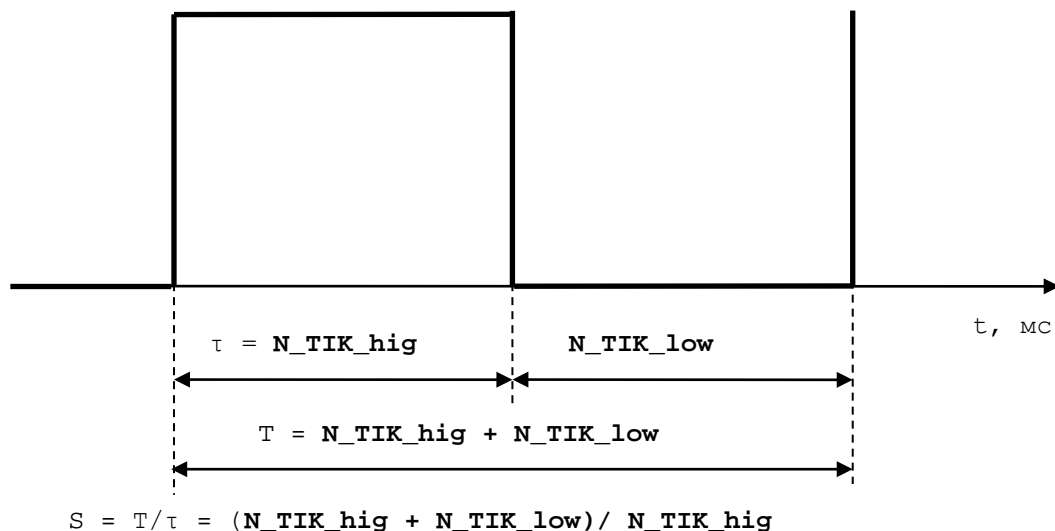 t, мс
τ = N_TIK_hig N_TIK_low
T = N_TIK_hig + N_TIK_low
S = T/τ = (N_TIK_hig + N_TIK_low)/ N_TIK_hig